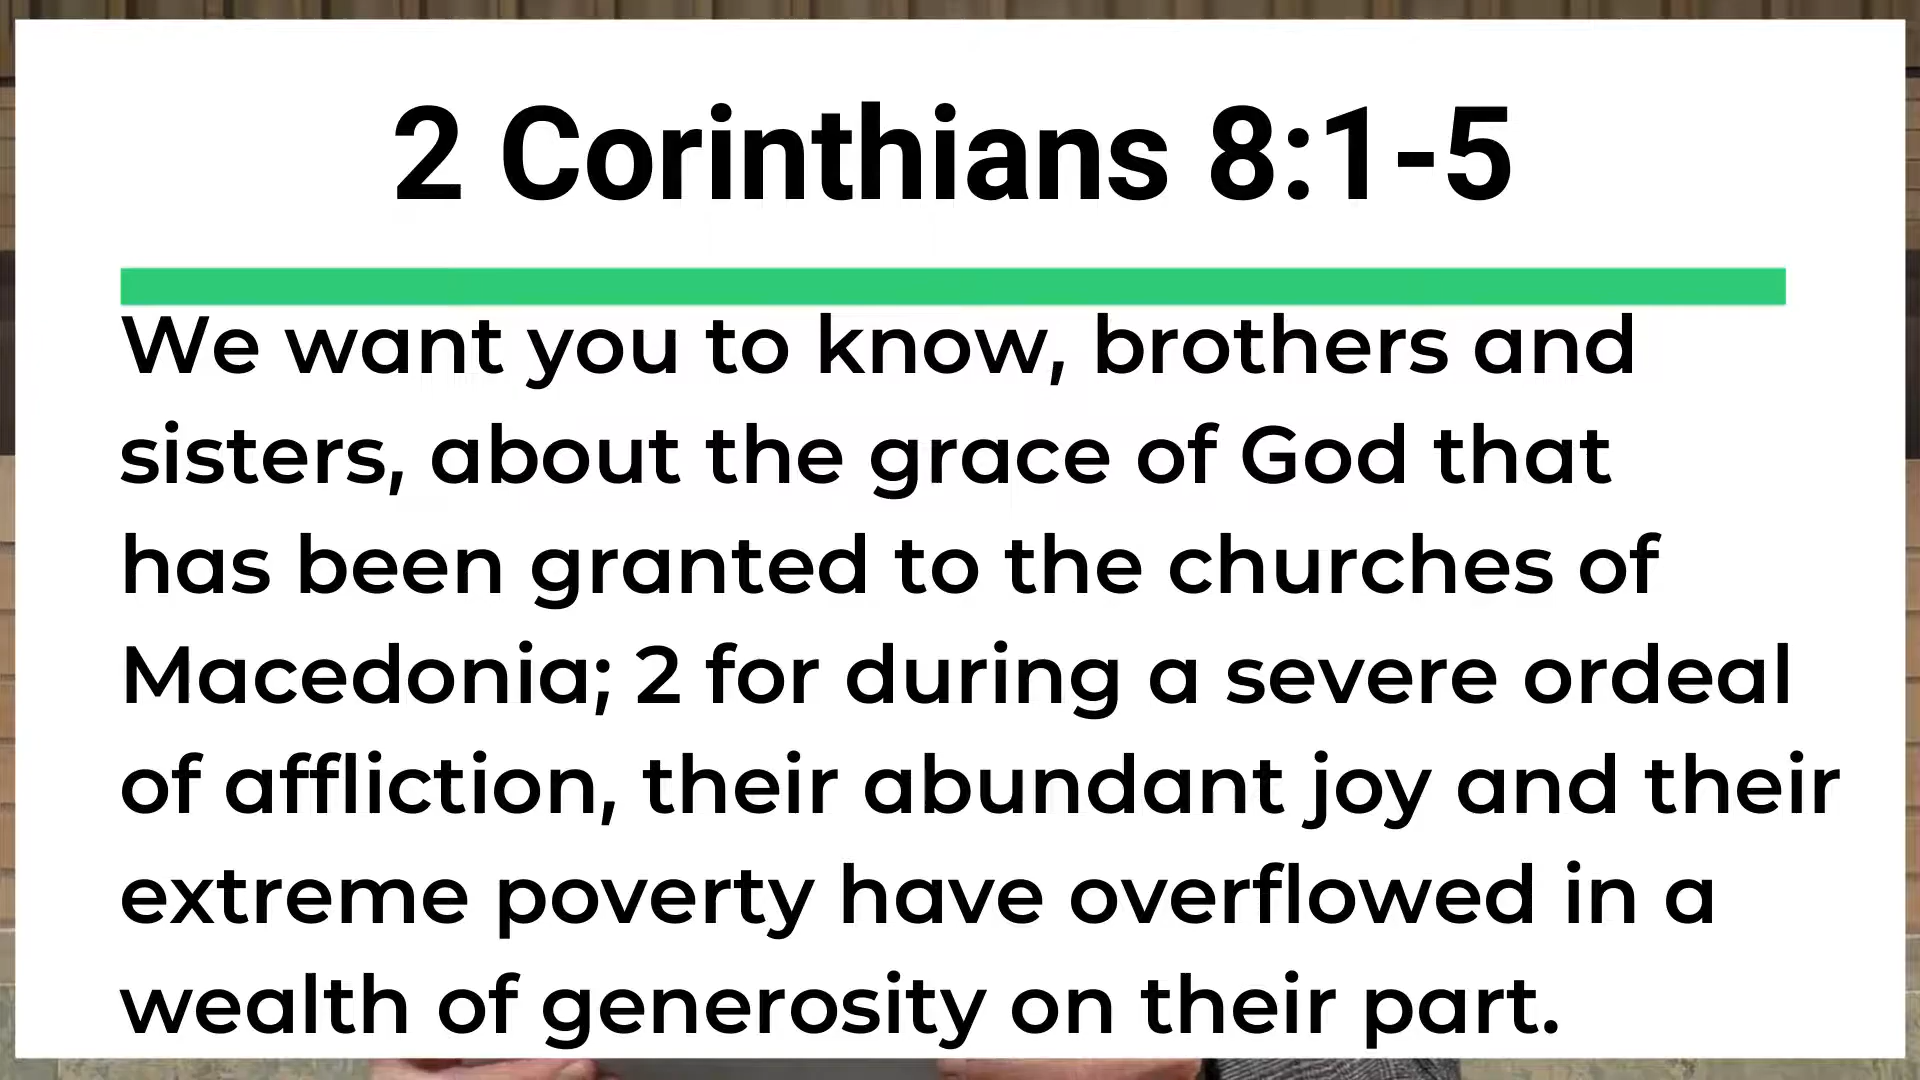 2 Corinthians 8:1-5
We want you to know, brothers and
sisters, about the grace of God that
has been granted to the churches of
Macedonia; 2 for during a severe ordeal
of affliction, their abundant joy and their
extreme poverty have overflowed in a
wealth of generosity on their part.